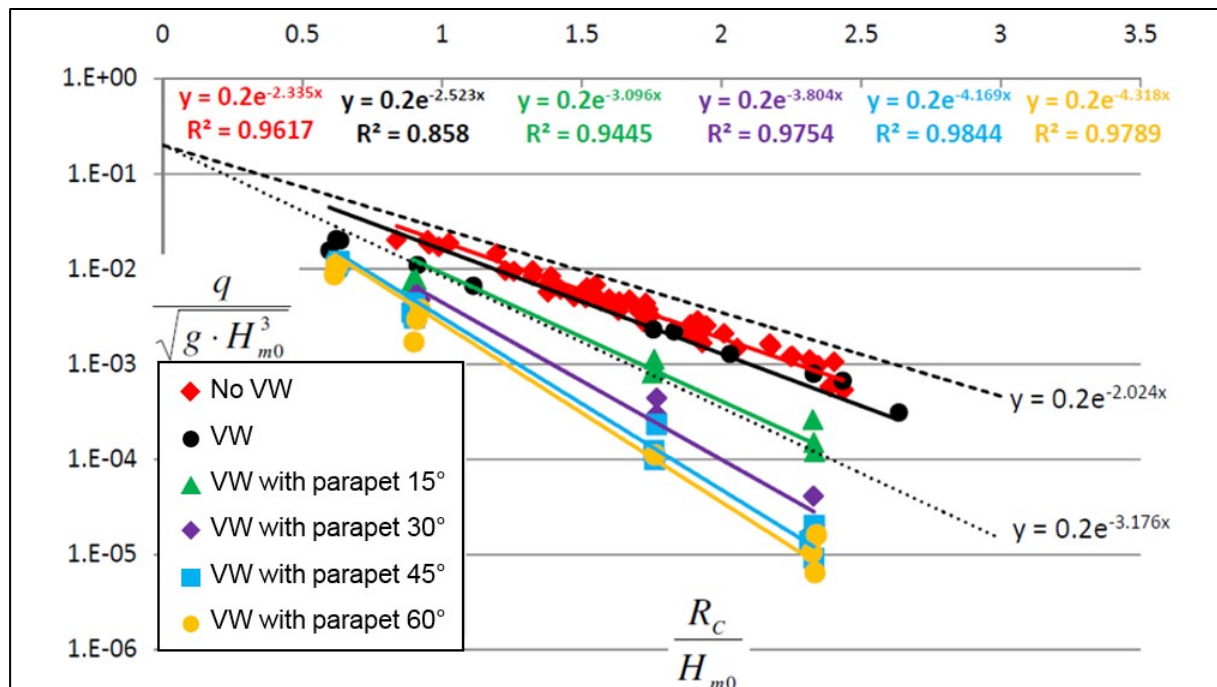 0 0.5 1 1.5 2 2.5 3 3.5
1.E+00
y = 0.2e^-2.335x y = 0.2e^-2.523x y = 0.2e^-3.096x y = 0.2e^-3.804x y = 0.2e^-4.169x y = 0.2e^-4.318x
R² = 0.9617 R² = 0.858 R² = 0.9445 R² = 0.9754 R² = 0.9844 R² = 0.9789
1.E-01
1.E-02
q
√g · H³m0
1.E-03
No VW
y = 0.2e^-2.024x
VW
1.E-04
VW with parapet 15°
VW with parapet 30°
y = 0.2e^-3.176x
1.E-05
VW with parapet 45°
VW with parapet 60°
Rc
1.E-06
Hm0